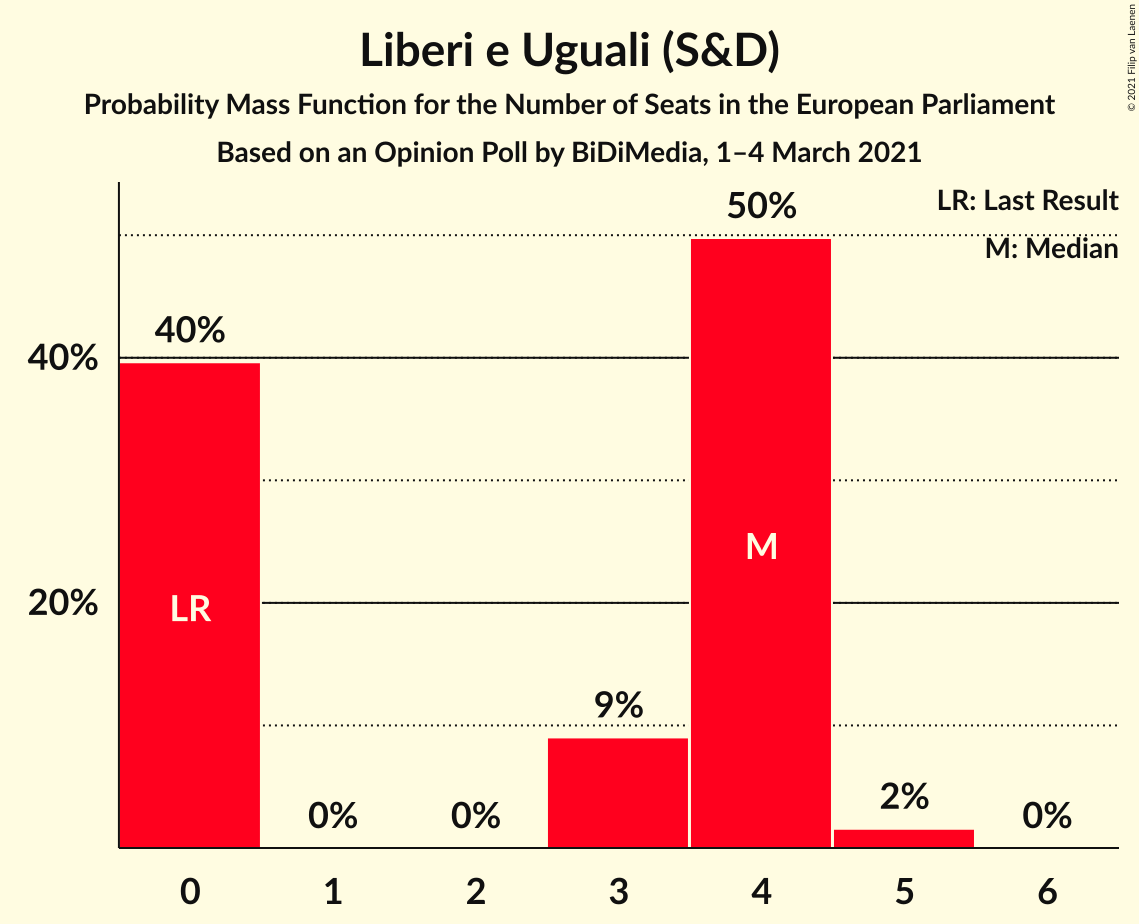 Liberi e Uguali (S&D)
Probability Mass Function for the Number of Seats in the European Parliament
Based on an Opinion Poll by BiDiMedia, 1–4 March 2021
© 2021 Filip van Laenen
LR: Last Result
M: Median
50%
40%
40%
M
20%
LR
9%
2%
0%
0%
0%
0 1 2 3 4 5 6